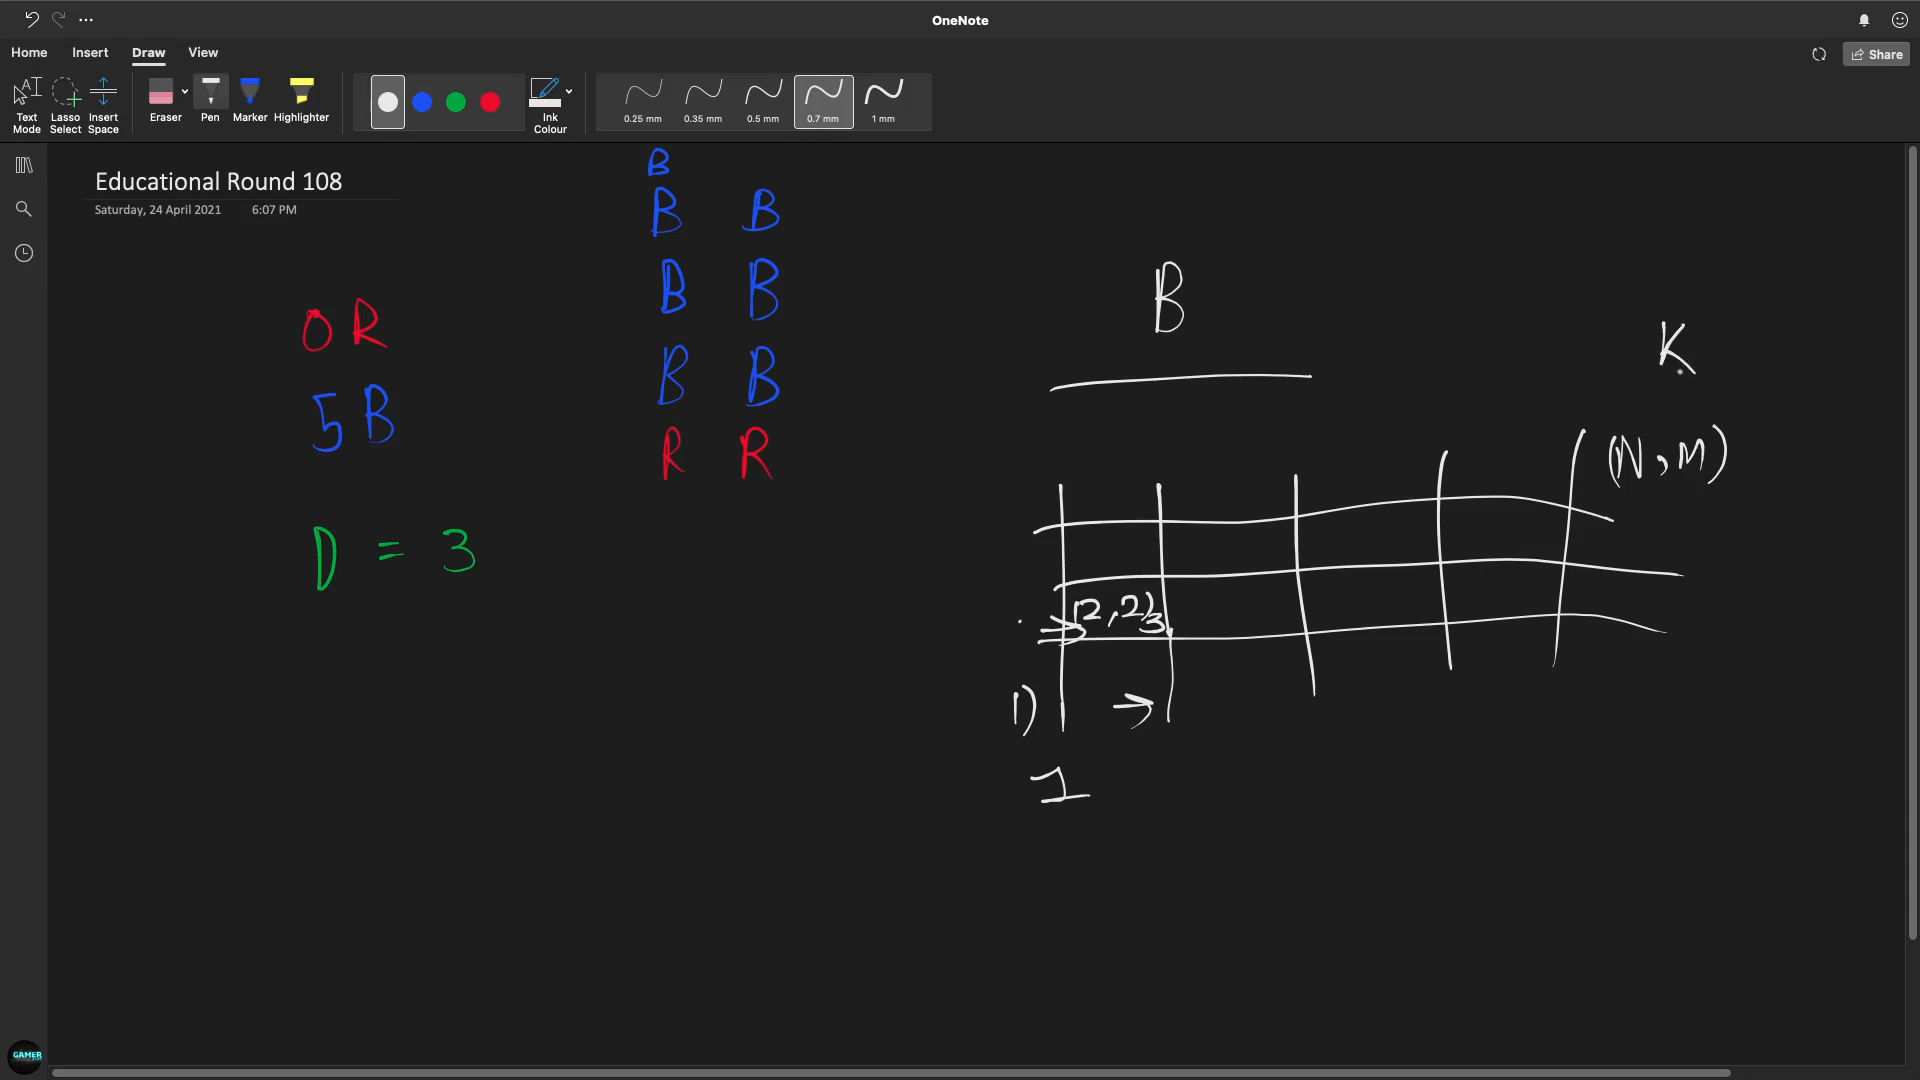 OneNote
Home Insert Draw View
Share
Text Mode
Lasso Select
Insert Space
Eraser
Pen
Marker
Highlighter
Ink Colour
0.25 mm
0.35 mm
0.5 mm
0.7 mm
1 mm
Educational Round 108
Saturday, 24 April 2021 6:07 PM
0 R
5 B
D = 3
B
B B
B B
B B
R R
B
K
(N, M)
(2, 2)
3
1)
1
GAMER